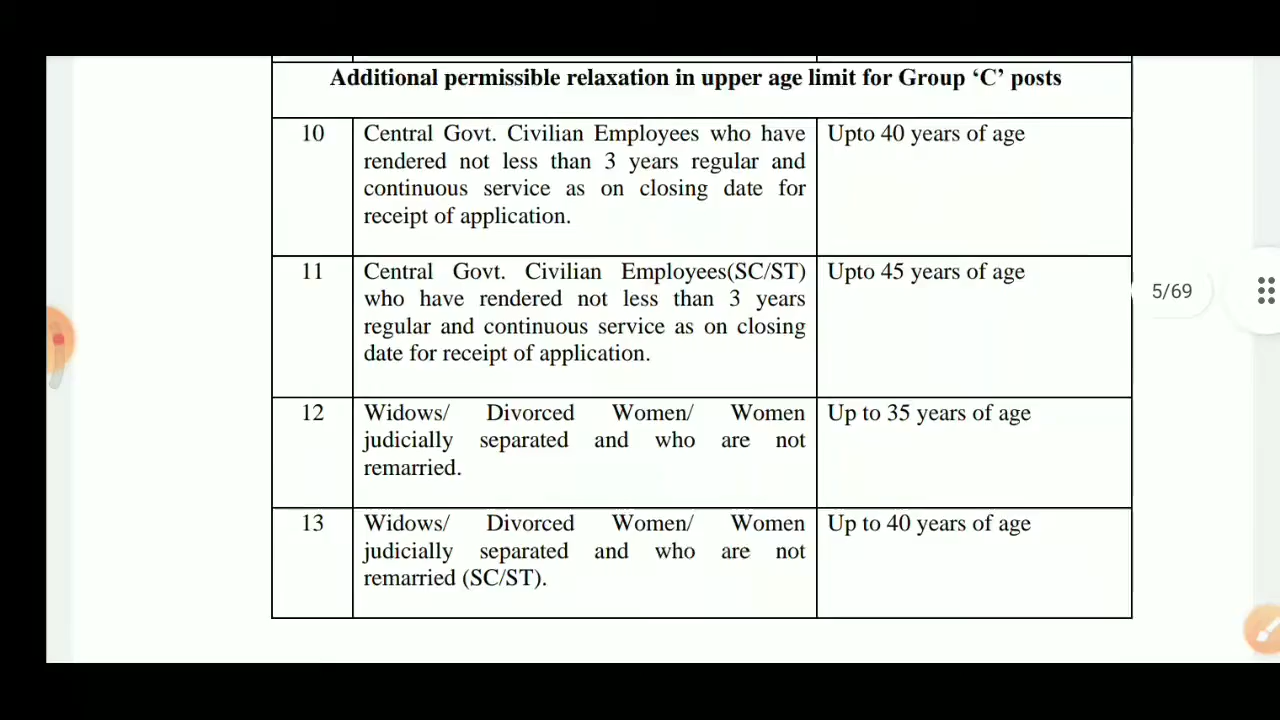 Additional permissible relaxation in upper age limit for Group ‘C’ posts
10 Central Govt. Civilian Employees who have Upto 40 years of age
rendered not less than 3 years regular and
continuous service as on closing date for
receipt of application.
11 Central Govt. Civilian Employees(SC/ST) Upto 45 years of age
who have rendered not less than 3 years
regular and continuous service as on closing
date for receipt of application.
5/69
12 Widows/ Divorced Women/ Women Up to 35 years of age
judicially separated and who are not
remarried.
13 Widows/ Divorced Women/ Women Up to 40 years of age
judicially separated and who are not
remarried (SC/ST).